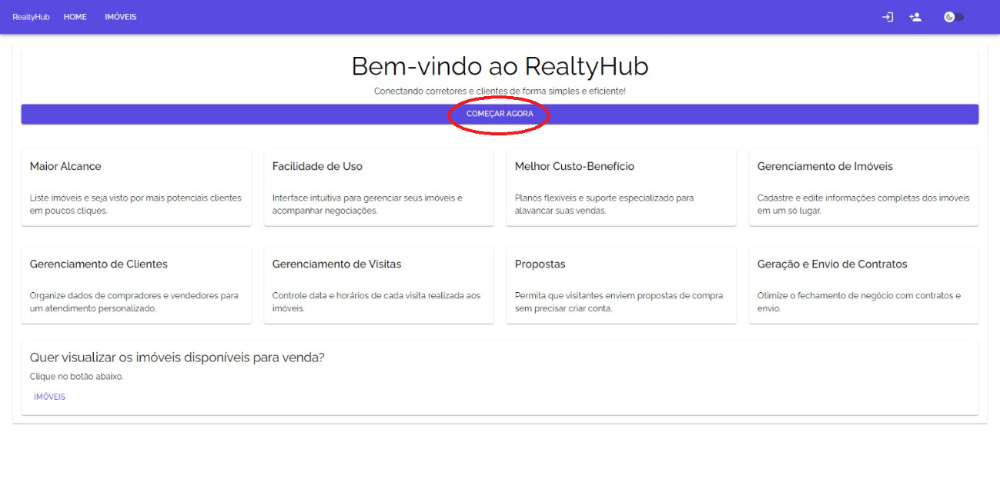 RealtyHub HOME IMÓVEIS
Bem-vindo ao RealtyHub
Conectando corretores e clientes de forma simples e eficiente!
COMEÇAR AGORA
Maior Alcance
Liste imóveis e seja visto por mais potenciais clientes
em poucos cliques.
Facilidade de Uso
Interface intuitiva para gerenciar seus imóveis e
acompanhar negociações.
Melhor Custo-Benefício
Planos flexíveis e suporte especializado para
alavancar suas vendas.
Gerenciamento de Imóveis
Cadastre e edite informações completas dos imóveis
em um só lugar.
Gerenciamento de Clientes
Organize dados de compradores e vendedores para
um atendimento personalizado.
Gerenciamento de Visitas
Controle data e horários de cada visita realizada aos
imóveis.
Propostas
Permita que visitantes enviem propostas de compra
sem precisar criar conta.
Geração e Envio de Contratos
Otimize o fechamento de negócio com contratos e
envio.
Quer visualizar os imóveis disponíveis para venda?
Clique no botão abaixo.
IMÓVEIS